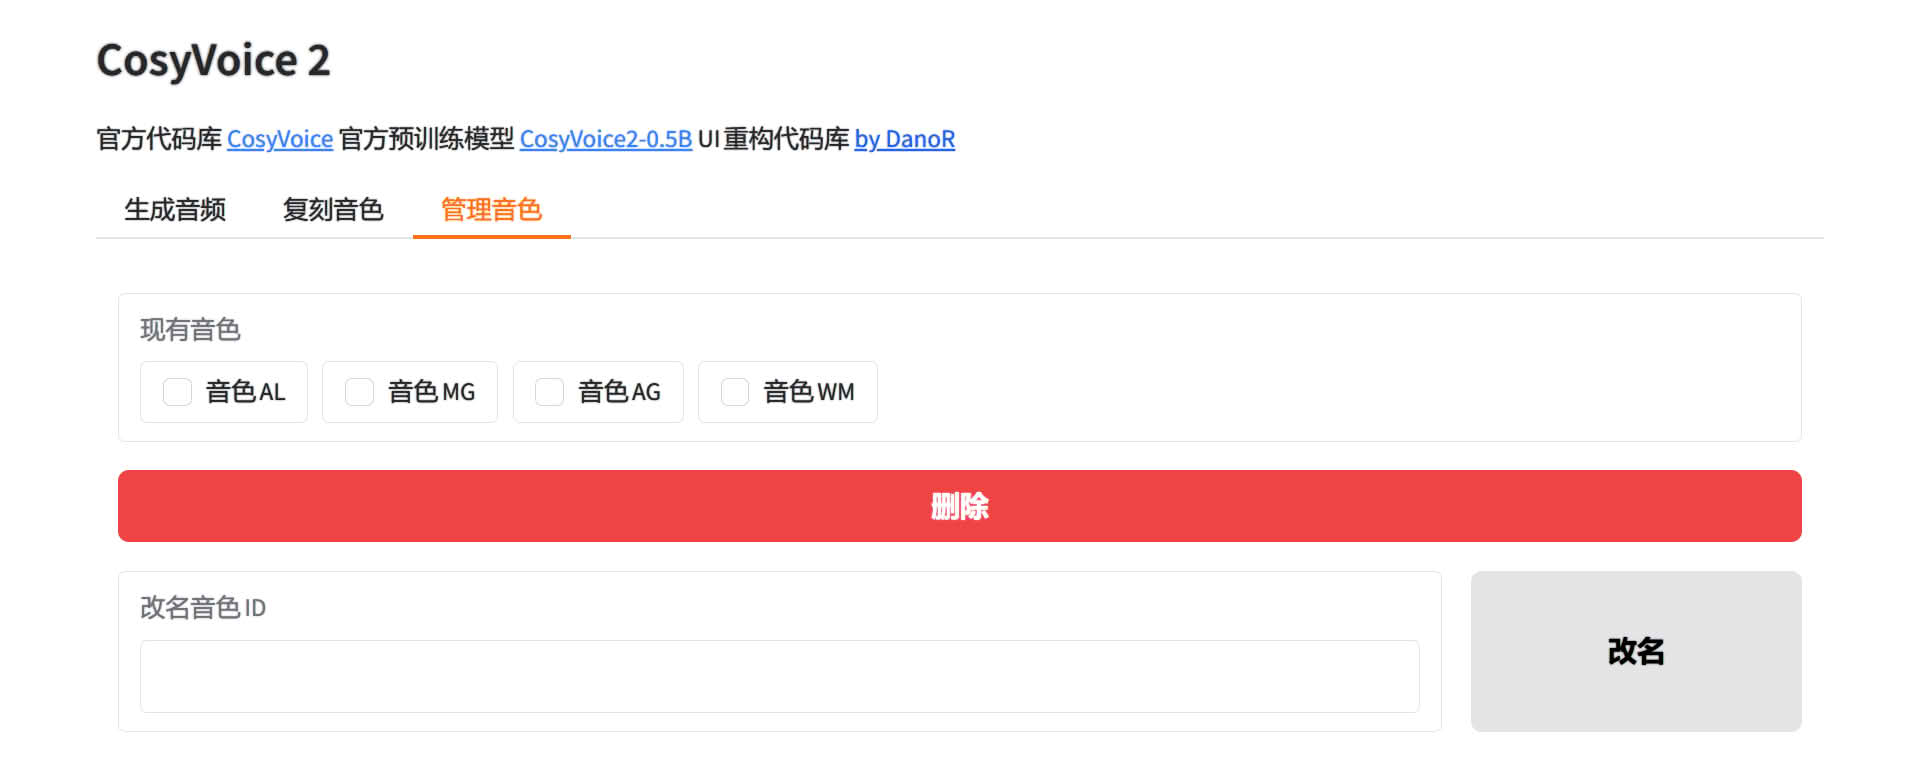 CosyVoice 2
官方代码库 CosyVoice 官方预训练模型 CosyVoice2-0.5B UI重构代码库 by DanoR
生成音频 复刻音色 管理音色
现有音色
音色AL 音色MG 音色AG 音色WM
删除
改名音色ID
改名